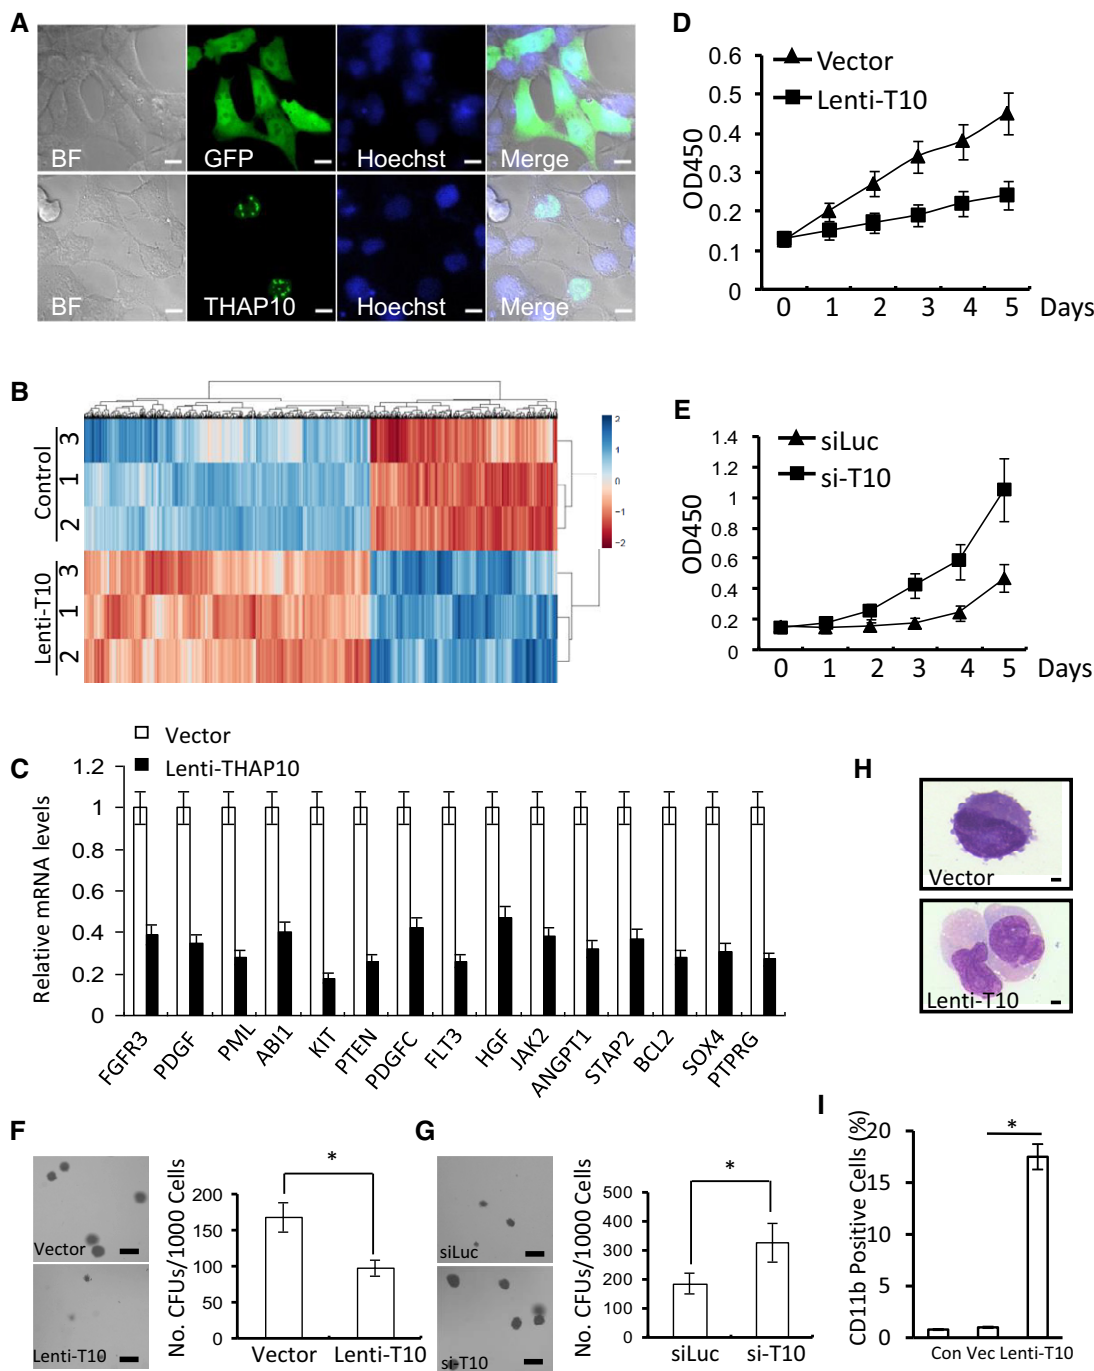 A
BF
GFP
Hoechst
Merge
BF
THAP10
Hoechst
Merge
B
Control
3
1
2
Lenti-T10
3
1
2
2
1
0
−1
−2
C
Vector
Lenti-THAP10
Relative mRNA levels
1.2
1
0.8
0.6
0.4
0.2
0
FGFR3 PDGF PML ABI1 KIT PTEN PDGFC FLT3 HGF JAK2 ANGPT1 STAP2 BCL2 SOX4 PTPRG
D
Vector
Lenti-T10
OD450
0.6
0.5
0.4
0.3
0.2
0.1
0
0 1 2 3 4 5 Days
E
siLuc
si-T10
OD450
1.4
1.2
1
0.8
0.6
0.4
0.2
0
0 1 2 3 4 5 Days
F
Vector
Lenti-T10
No. CFUs/1000 Cells
200
150
100
50
0
*
Vector Lenti-T10
G
siLuc
si-T10
No. CFUs/1000 Cells
500
400
300
200
100
0
*
siLuc si-T10
H
Vector
Lenti-T10
I
CD11b Positive Cells (%)
20
15
10
5
0
*
Con Vec Lenti-T10